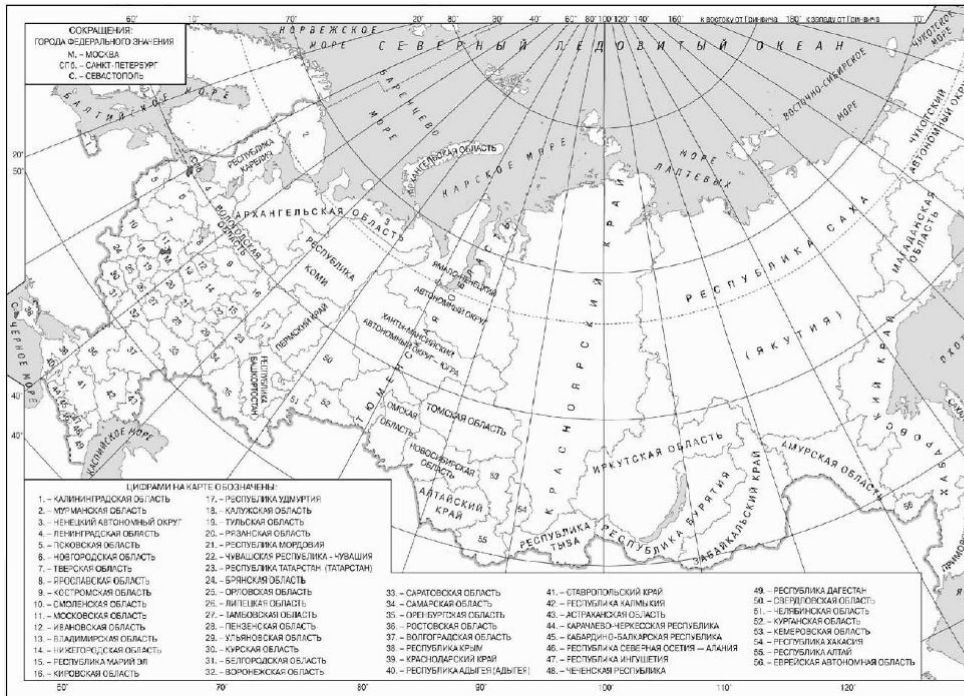 СОКРАЩЕНИЯ:
ГОРОДА ФЕДЕРАЛЬНОГО ЗНАЧЕНИЯ
М. – МОСКВА
СПб. – САНКТ-ПЕТЕРБУРГ
С. – СЕВАСТОПОЛЬ
к востоку от Гринвича
180° к западу от Гринвича
НОРВЕЖСКОЕ МОРЕ
СЕВЕРНЫЙ ЛЕДОВИТЫЙ ОКЕАН
ЧУКОТСКОЕ МОРЕ
БАЛТИЙСКОЕ МОРЕ
БАРЕНЦЕВО МОРЕ
КАРСКОЕ МОРЕ
МОРЕ ЛАПТЕВЫХ
ВОСТОЧНО-СИБИРСКОЕ МОРЕ
ЧУКОТСКИЙ АВТОНОМНЫЙ ОКРУГ
РЕСПУБЛИКА КАРЕЛИЯ
АРХАНГЕЛЬСКАЯ ОБЛАСТЬ
АРХАНГЕЛЬСКАЯ ОБЛАСТЬ
ВОЛОГОДСКАЯ ОБЛАСТЬ
РЕСПУБЛИКА КОМИ
ЯМАЛО-НЕНЕЦКИЙ АВТОНОМНЫЙ ОКРУГ
ХАНТЫ-МАНСИЙСКИЙ АВТОНОМНЫЙ ОКРУГ – ЮГРА
ТЮМЕНСКАЯ ОБЛАСТЬ
КРАСНОЯРСКИЙ КРАЙ
РЕСПУБЛИКА САХА (ЯКУТИЯ)
МАГАДАНСКАЯ ОБЛАСТЬ
ПЕРМСКИЙ КРАЙ
РЕСПУБЛИКА БАШКОРТОСТАН
ОМСКАЯ ОБЛАСТЬ
ТОМСКАЯ ОБЛАСТЬ
НОВОСИБИРСКАЯ ОБЛАСТЬ
АЛТАЙСКИЙ КРАЙ
РЕСПУБЛИКА ТЫВА
ИРКУТСКАЯ ОБЛАСТЬ
РЕСПУБЛИКА БУРЯТИЯ
ЗАБАЙКАЛЬСКИЙ КРАЙ
АМУРСКАЯ ОБЛАСТЬ
ЧЕРНОЕ МОРЕ
КАСПИЙСКОЕ МОРЕ
ЦИФРАМИ НА КАРТЕ ОБОЗНАЧЕНЫ:
1. – КАЛИНИНГРАДСКАЯ ОБЛАСТЬ
2. – МУРМАНСКАЯ ОБЛАСТЬ
3. – НЕНЕЦКИЙ АВТОНОМНЫЙ ОКРУГ
4. – ЛЕНИНГРАДСКАЯ ОБЛАСТЬ
5. – ПСКОВСКАЯ ОБЛАСТЬ
6. – НОВГОРОДСКАЯ ОБЛАСТЬ
7. – ТВЕРСКАЯ ОБЛАСТЬ
8. – ЯРОСЛАВСКАЯ ОБЛАСТЬ
9. – КОСТРОМСКАЯ ОБЛАСТЬ
10. – СМОЛЕНСКАЯ ОБЛАСТЬ
11. – МОСКОВСКАЯ ОБЛАСТЬ
12. – ИВАНОВСКАЯ ОБЛАСТЬ
13. – ВЛАДИМИРСКАЯ ОБЛАСТЬ
14. – НИЖЕГОРОДСКАЯ ОБЛАСТЬ
15. – РЕСПУБЛИКА МАРИЙ ЭЛ
16. – КИРОВСКАЯ ОБЛАСТЬ
17. – РЕСПУБЛИКА УДМУРТИЯ
18. – КАЛУЖСКАЯ ОБЛАСТЬ
19. – ТУЛЬСКАЯ ОБЛАСТЬ
20. – РЯЗАНСКАЯ ОБЛАСТЬ
21. – РЕСПУБЛИКА МОРДОВИЯ
22. – ЧУВАШСКАЯ РЕСПУБЛИКА - ЧУВАШИЯ
23. – РЕСПУБЛИКА ТАТАРСТАН (ТАТАРСТАН)
24. – БРЯНСКАЯ ОБЛАСТЬ
25. – ОРЛОВСКАЯ ОБЛАСТЬ
26. – ЛИПЕЦКАЯ ОБЛАСТЬ
27. – ТАМБОВСКАЯ ОБЛАСТЬ
28. – ПЕНЗЕНСКАЯ ОБЛАСТЬ
29. – УЛЬЯНОВСКАЯ ОБЛАСТЬ
30. – КУРСКАЯ ОБЛАСТЬ
31. – БЕЛГОРОДСКАЯ ОБЛАСТЬ
32. – ВОРОНЕЖСКАЯ ОБЛАСТЬ
33. – САРАТОВСКАЯ ОБЛАСТЬ
34. – САМАРСКАЯ ОБЛАСТЬ
35. – ОРЕНБУРГСКАЯ ОБЛАСТЬ
36. – РОСТОВСКАЯ ОБЛАСТЬ
37. – ВОЛГОГРАДСКАЯ ОБЛАСТЬ
38. – РЕСПУБЛИКА КРЫМ
39. – КРАСНОДАРСКИЙ КРАЙ
40. – РЕСПУБЛИКА АДЫГЕЯ (АДЫГЕЯ)
41. – СТАВРОПОЛЬСКИЙ КРАЙ
42. – РЕСПУБЛИКА КАЛМЫКИЯ
43. – АСТРАХАНСКАЯ ОБЛАСТЬ
44. – КАРАЧАЕВО-ЧЕРКЕССКАЯ РЕСПУБЛИКА
45. – КАБАРДИНО-БАЛКАРСКАЯ РЕСПУБЛИКА
46. – РЕСПУБЛИКА СЕВЕРНАЯ ОСЕТИЯ — АЛАНИЯ
47. – РЕСПУБЛИКА ИНГУШЕТИЯ
48. – ЧЕЧЕНСКАЯ РЕСПУБЛИКА
49. – РЕСПУБЛИКА ДАГЕСТАН
50. – СВЕРДЛОВСКАЯ ОБЛАСТЬ
51. – ЧЕЛЯБИНСКАЯ ОБЛАСТЬ
52. – КУРГАНСКАЯ ОБЛАСТЬ
53. – КЕМЕРОВСКАЯ ОБЛАСТЬ
54. – РЕСПУБЛИКА ХАКАСИЯ
55. – РЕСПУБЛИКА АЛТАЙ
56. – ЕВРЕЙСКАЯ АВТОНОМНАЯ ОБЛАСТЬ